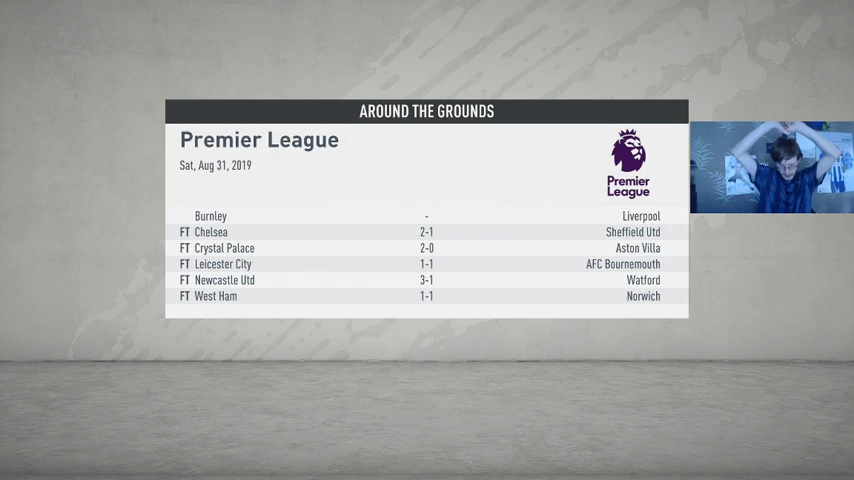 AROUND THE GROUNDS
Premier League
Sat, Aug 31, 2019
Premier
League
Burnley - Liverpool
FT Chelsea 2-1 Sheffield Utd
FT Crystal Palace 2-0 Aston Villa
FT Leicester City 1-1 AFC Bournemouth
FT Newcastle Utd 3-1 Watford
FT West Ham 1-1 Norwich